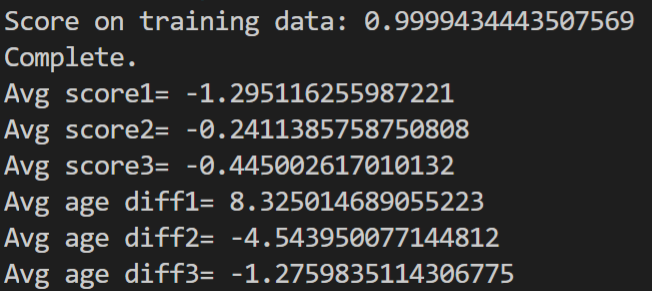 Score on training data: 0.9999434443507569
Complete.
Avg score1= -1.295116255987221
Avg score2= -0.2411385758750808
Avg score3= -0.445002617010132
Avg age diff1= 8.325014689055223
Avg age diff2= -4.543950077144812
Avg age diff3= -1.2759835114306775